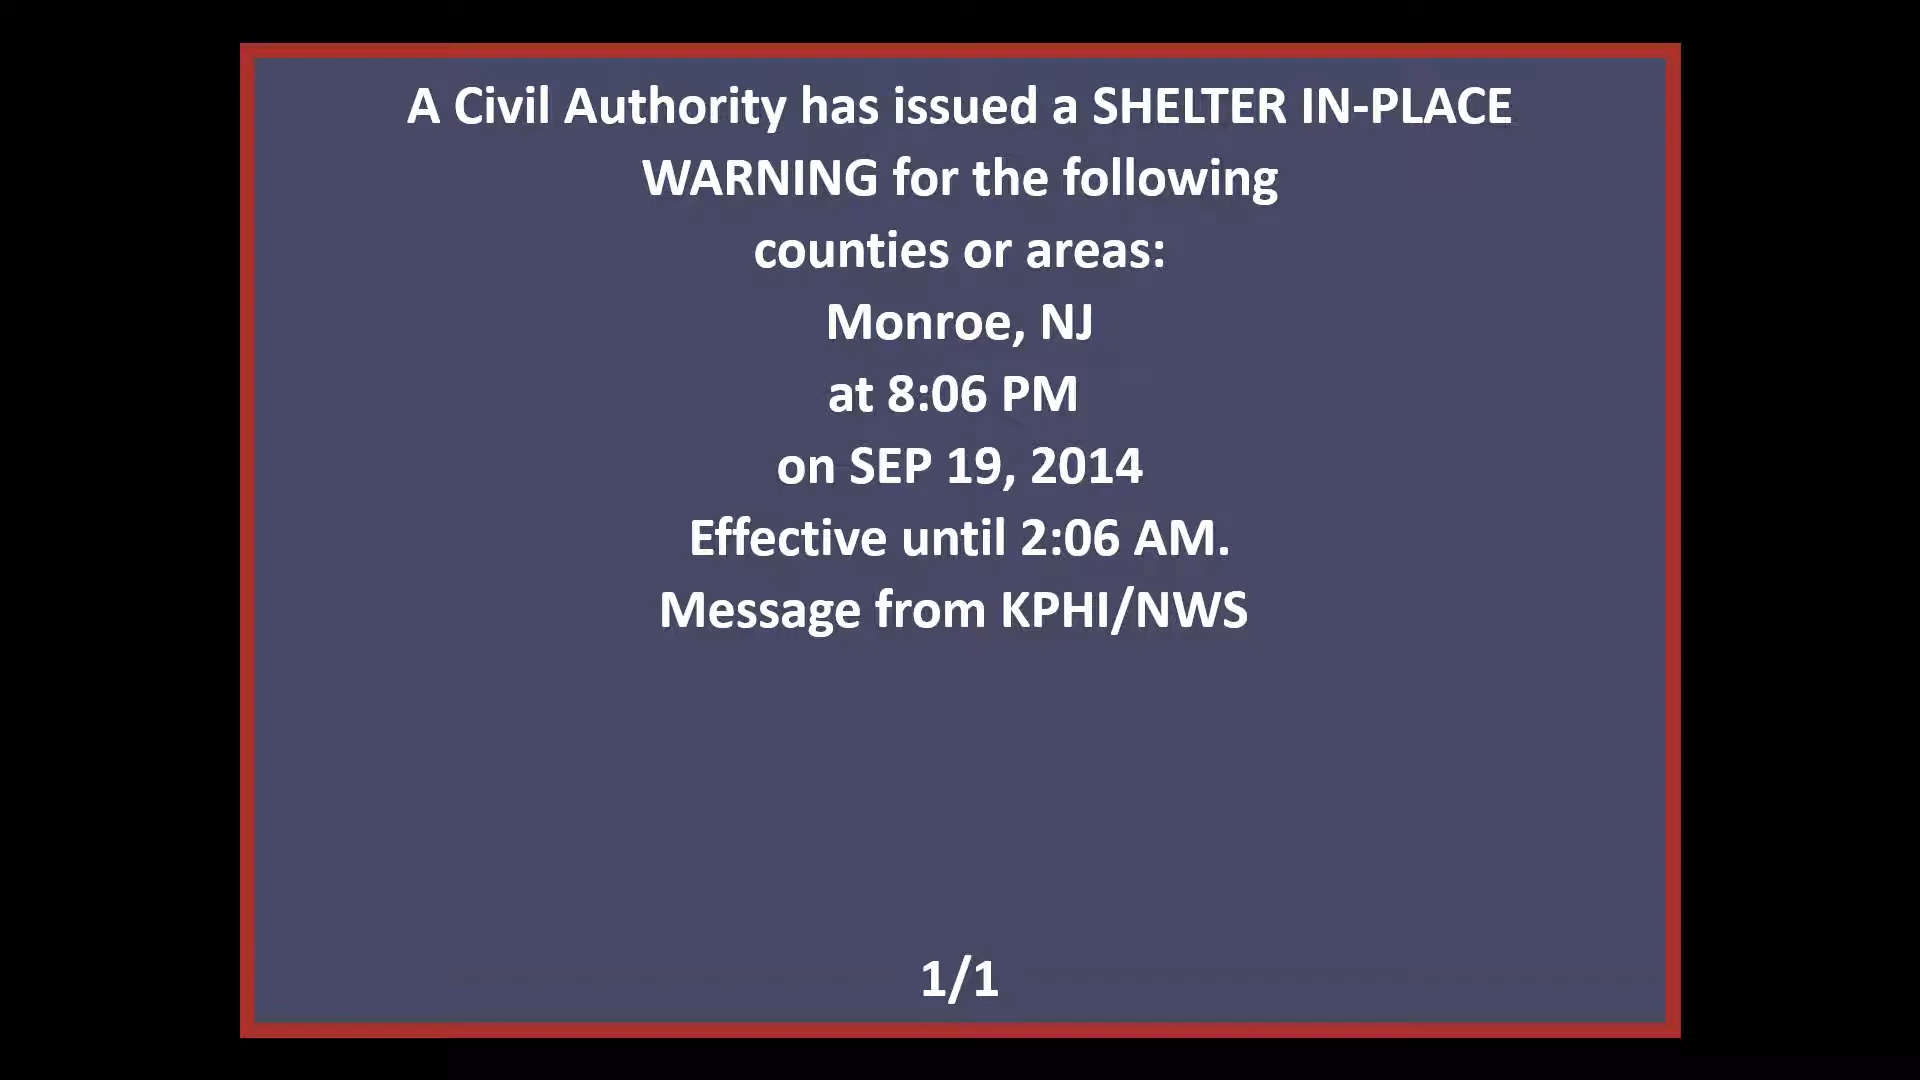 A Civil Authority has issued a SHELTER IN-PLACE
WARNING for the following
counties or areas:
Monroe, NJ
at 8:06 PM
on SEP 19, 2014
Effective until 2:06 AM.
Message from KPHI/NWS
1/1